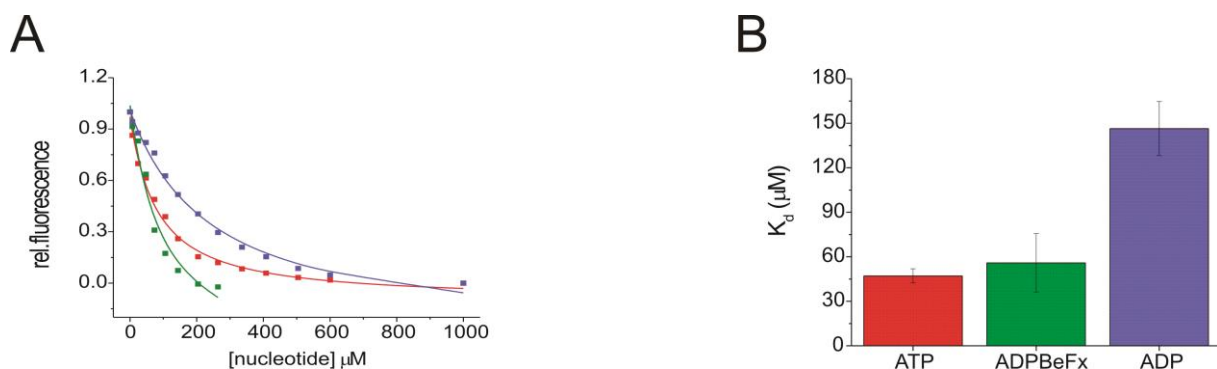 A
1.2
0.9
0.6
0.3
0.0
rel.fluorescence
0 200 400 600 800 1000
[nucleotide] μM
B
180
150
120
90
60
30
0
K_d (μM)
ATP ADPBeFx ADP